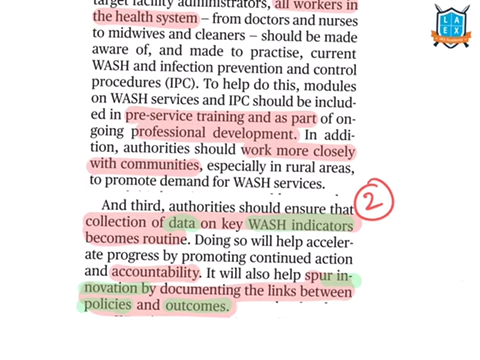 target facility administrators, all workers in
the health system – from doctors and nurses
to midwives and cleaners – should be made
aware of, and made to practise, current
WASH and infection prevention and control
procedures (IPC). To help do this, modules
on WASH services and IPC should be includ-
ed in pre-service training and as part of on-
going professional development. In addi-
tion, authorities should work more closely
with communities, especially in rural areas,
to promote demand for WASH services.
And third, authorities should ensure that
collection of data on key WASH indicators
becomes routine. Doing so will help acceler-
ate progress by promoting continued action
and accountability. It will also help spur in-
novation by documenting the links between
policies and outcomes.
2
LAEX